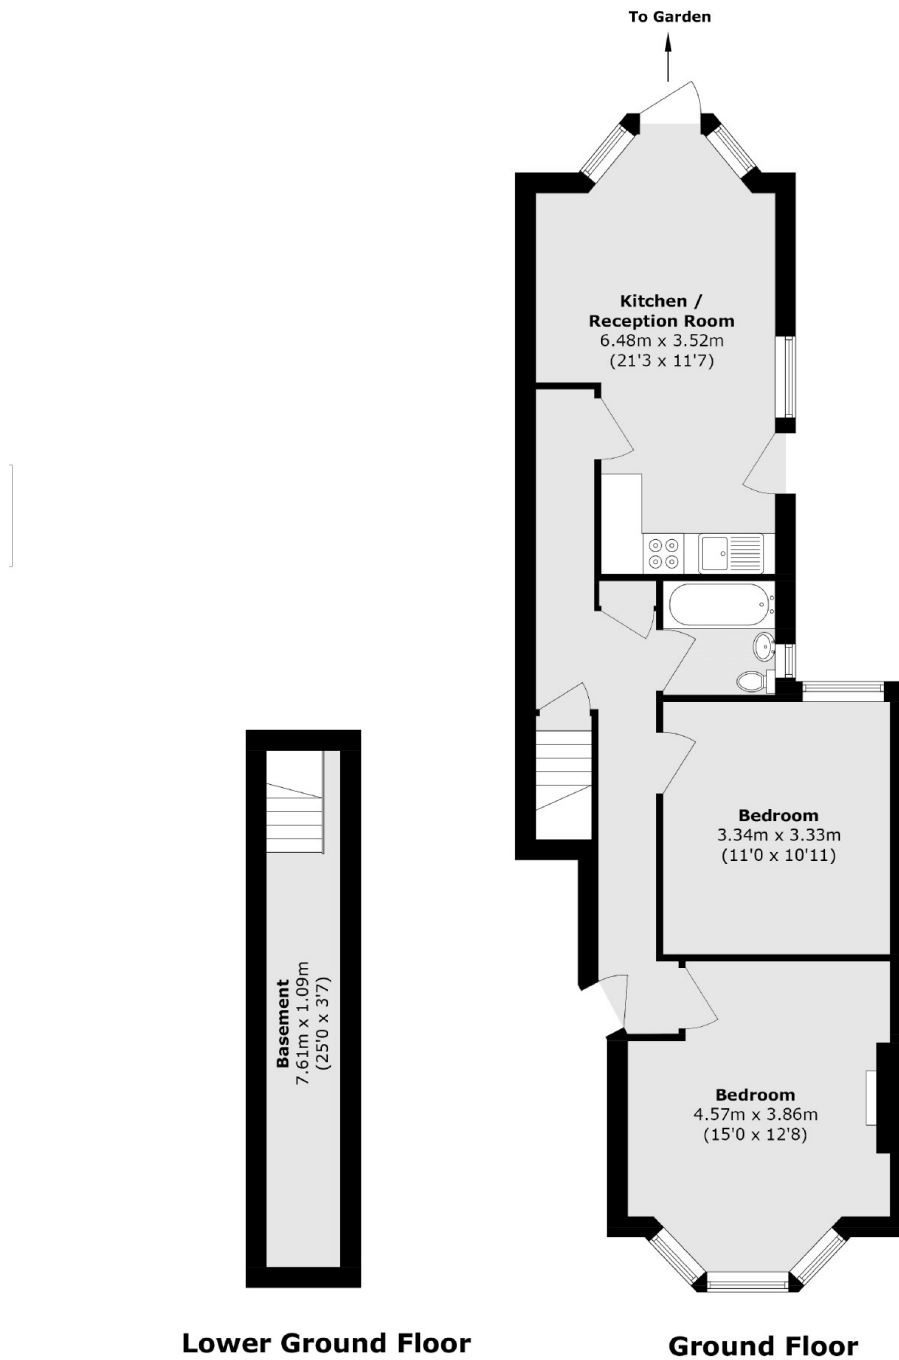 To Garden
Kitchen /
Reception Room
6.48m x 3.52m
(21'3 x 11'7)
Bedroom
3.34m x 3.33m
(11'0 x 10'11)
Basement
7.61m x 1.09m
(25'0 x 3'7)
Bedroom
4.57m x 3.86m
(15'0 x 12'8)
Lower Ground Floor
Ground Floor